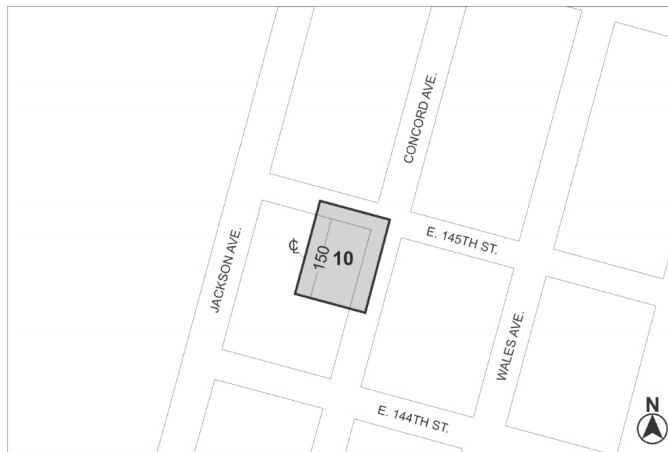 CONCORD AVE.
E. 145TH ST.
℄
150
10
JACKSON AVE.
WALES AVE.
E. 144TH ST.
N